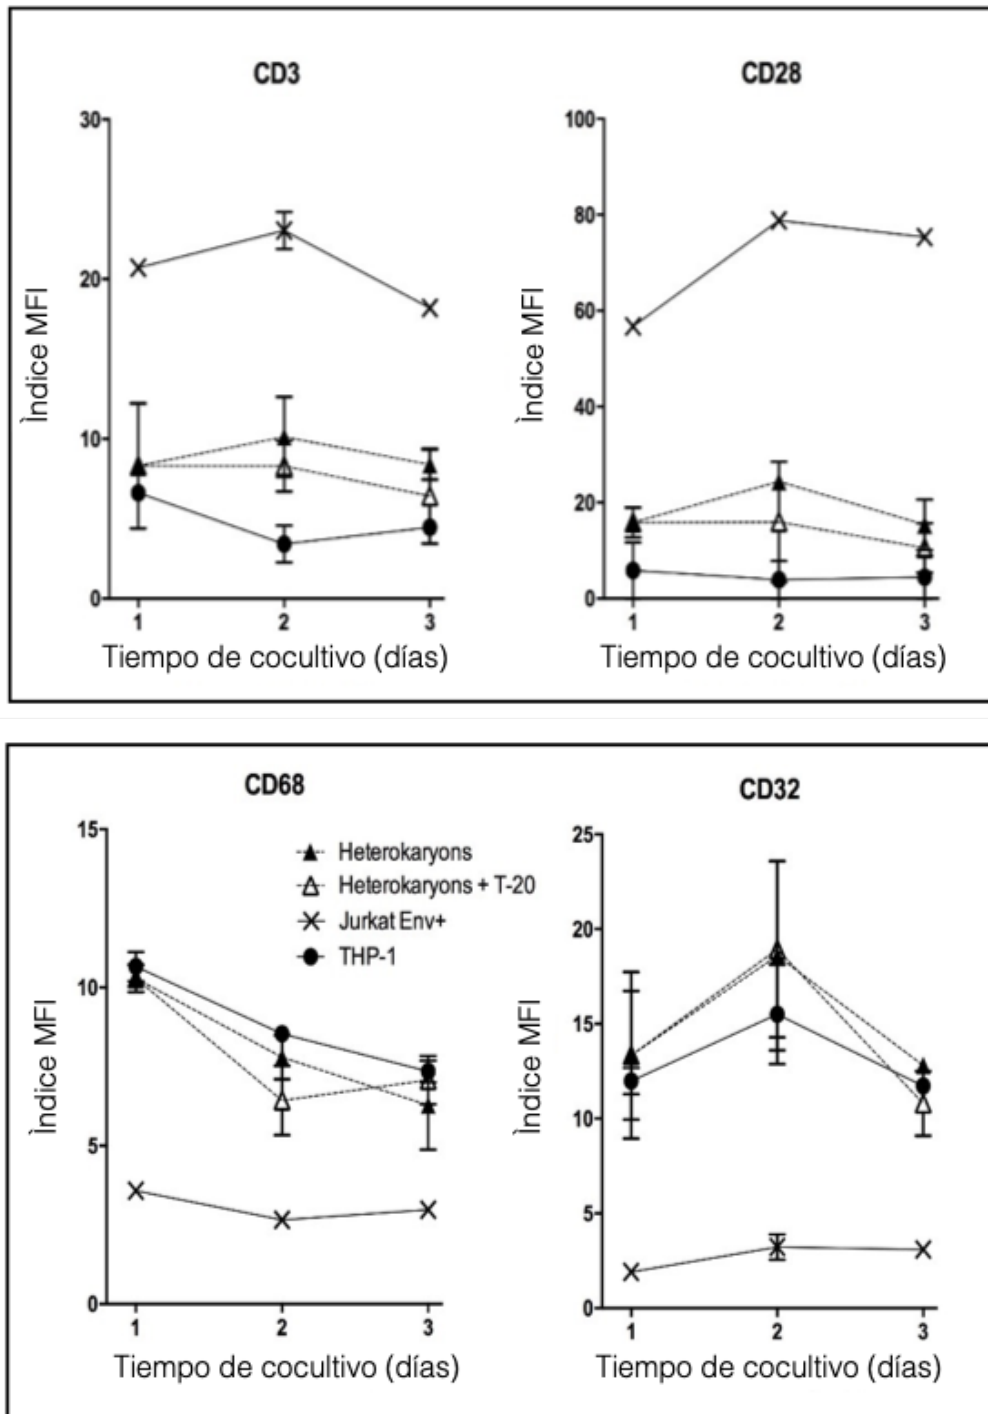 CD3
30
20
10
0
Ìndice MFI
1 2 3
Tiempo de cocultivo (días)
CD28
100
80
60
40
20
0
Ìndice MFI
1 2 3
Tiempo de cocultivo (días)
CD68
15
10
5
0
Ìndice MFI
Heterokaryons
Heterokaryons + T-20
Jurkat Env+
THP-1
1 2 3
Tiempo de cocultivo (días)
CD32
25
20
15
10
5
0
Ìndice MFI
1 2 3
Tiempo de cocultivo (días)